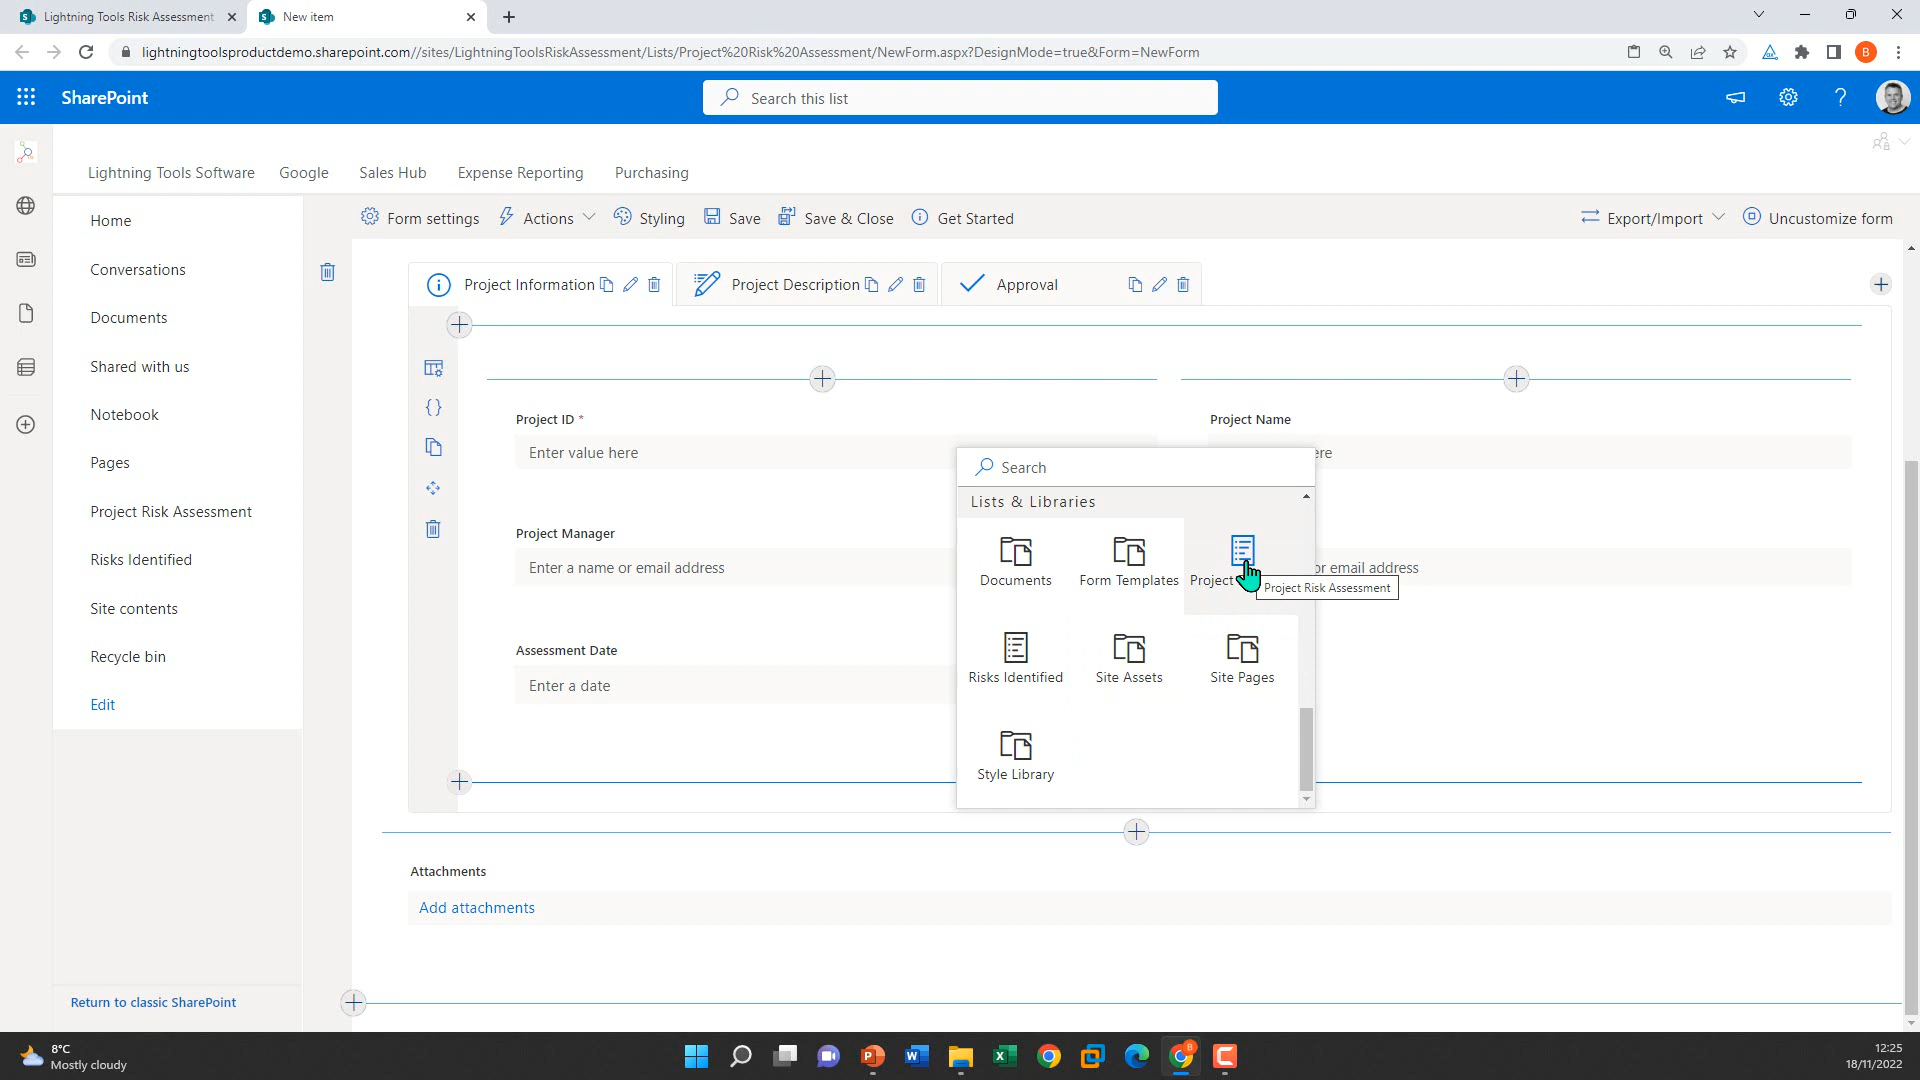 Lightning Tools Risk Assessment
New item
lightningtoolsproductdemo.sharepoint.com//sites/LightningToolsRiskAssessment/Lists/Project%20Risk%20Assessment/NewForm.aspx?DesignMode=true&Form=NewForm
B
SharePoint
Search this list
Lightning Tools Software
Google
Sales Hub
Expense Reporting
Purchasing
Home
Conversations
Documents
Shared with us
Notebook
Pages
Project Risk Assessment
Risks Identified
Site contents
Recycle bin
Edit
Return to classic SharePoint
Form settings
Actions
Styling
Save
Save & Close
Get Started
Export/Import
Uncustomize form
Project Information
Project Description
Approval
Project ID *
Enter value here
Project Name
ere
Project Manager
Enter a name or email address
or email address
Assessment Date
Enter a date
Search
Lists & Libraries
Documents
Form Templates
Project
Project Risk Assessment
Risks Identified
Site Assets
Site Pages
Style Library
Attachments
Add attachments
8°C
Mostly cloudy
12:25
18/11/2022